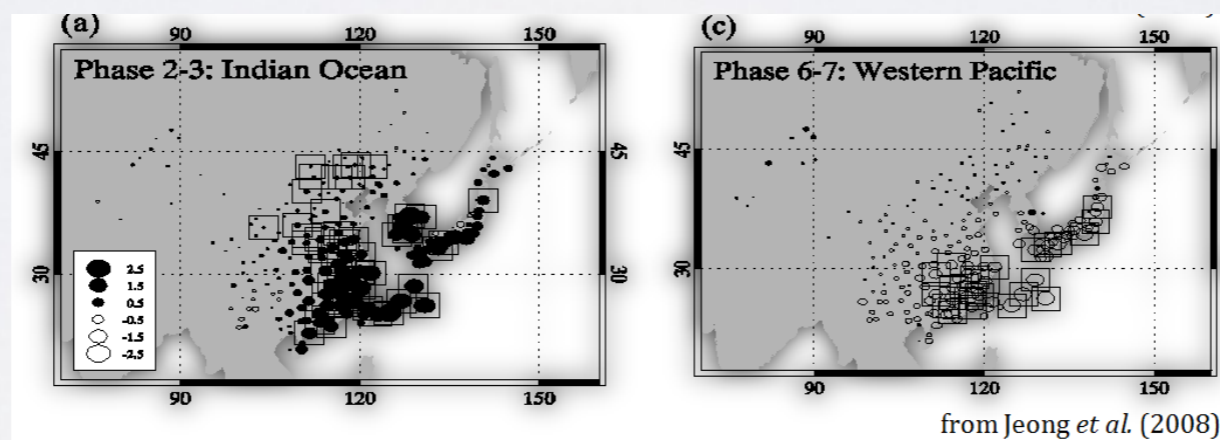 (a)
90 120 150
Phase 2-3: Indian Ocean
45 45
30 30
2.5
1.5
0.5
-0.5
-1.5
-2.5
90 120 150
(c)
90 120 150
Phase 6-7: Western Pacific
45
30
90 120 150
from Jeong et al. (2008)